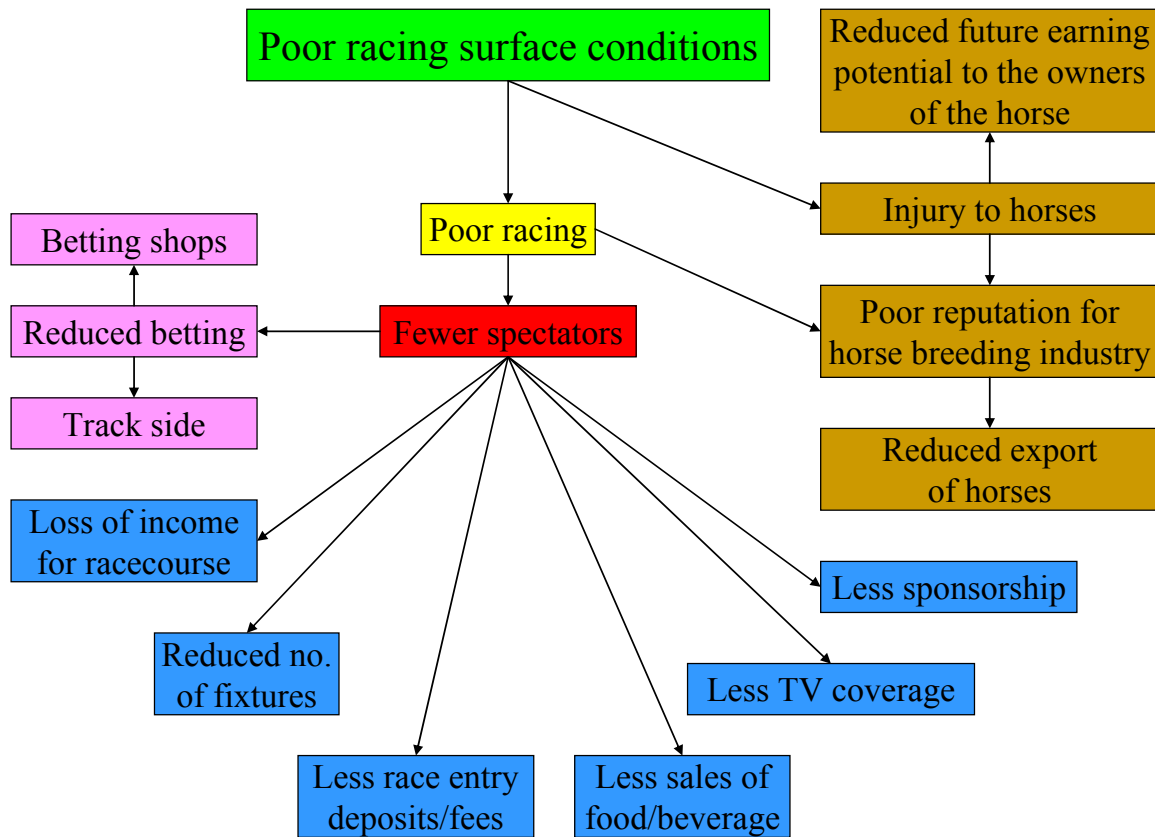 Poor racing surface conditions
Reduced future earning
potential to the owners
of the horse
Injury to horses
Betting shops
Poor racing
Reduced betting
Fewer spectators
Poor reputation for
horse breeding industry
Track side
Reduced export
of horses
Loss of income
for racecourse
Less sponsorship
Reduced no.
of fixtures
Less TV coverage
Less race entry
deposits/fees
Less sales of
food/beverage